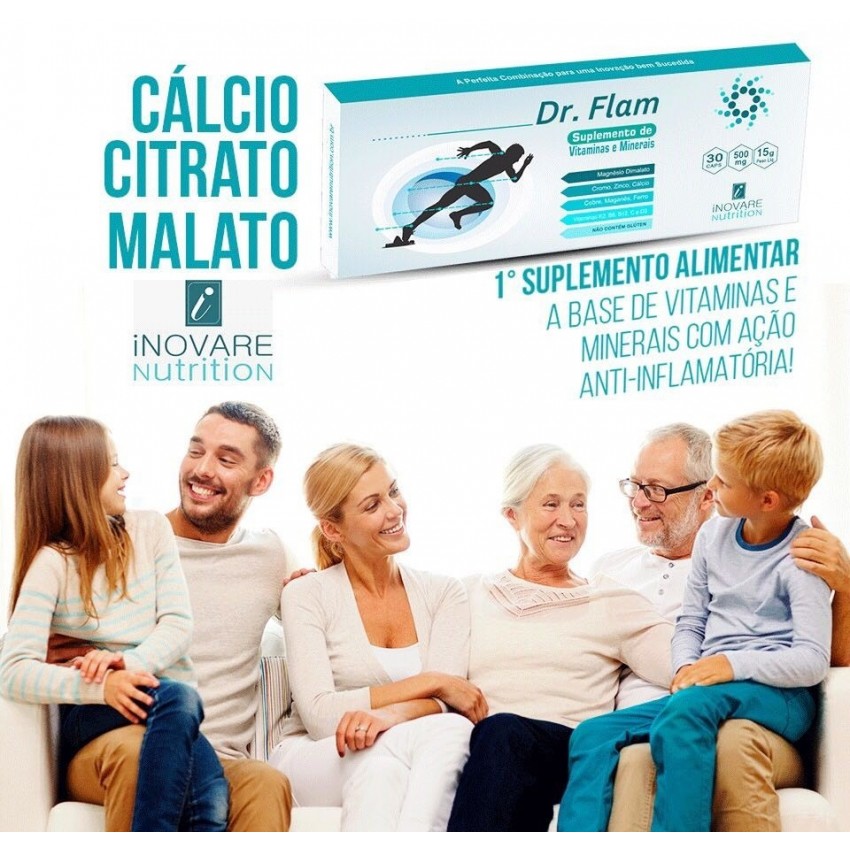 CÁLCIO
CITRATO
MALATO
iNOVARE
NutritioN
A Perfeita Combinação para uma Inovação bem Sucedida
Dr. Flam
Suplemento de
Vitaminas e Minerais
Magnésio Dimalato
Cromo, Zinco, Cálcio
Cobre, Manganês, Ferro
NÃO CONTÉM GLÚTEN
30
CAPS
500
mg
15g
iNOVARE
NutritioN
1° SUPLEMENTO ALIMENTAR
A BASE DE VITAMINAS E
MINERAIS COM AÇÃO
ANTI-INFLAMATÓRIA!